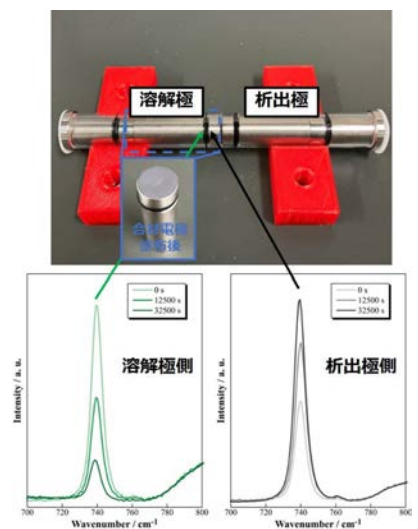 溶解極
析出極
0 s
12500 s
32500 s
溶解極側
Intensity / a. u.
700
720
740
760
780
800
Wavenumber / cm-1
0 s
12500 s
32500 s
析出極側
Intensity / a. u.
700
720
740
760
780
800
Wavenumber / cm-1